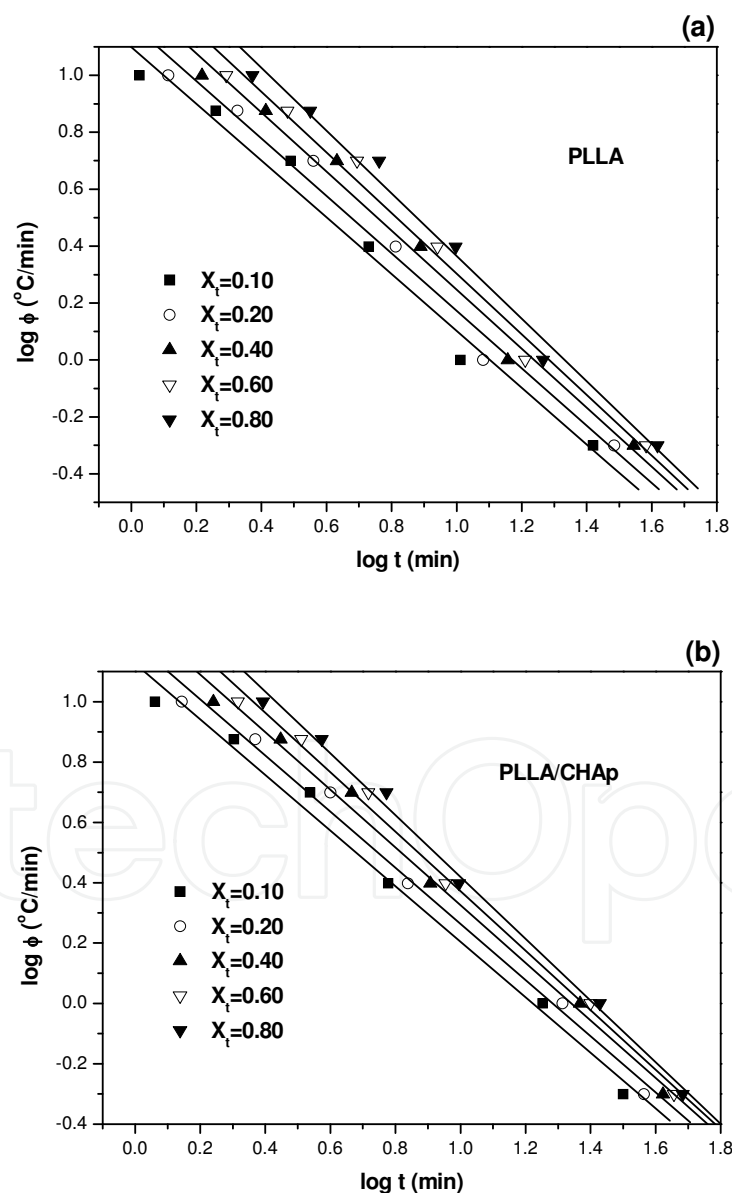 (a)
PLLA
1.0
0.8
0.6
0.4
0.2
0.0
-0.2
-0.4
log ϕ (°C/min)
X_t=0.10
X_t=0.20
X_t=0.40
X_t=0.60
X_t=0.80
0.0 0.2 0.4 0.6 0.8 1.0 1.2 1.4 1.6 1.8
log t (min)
(b)
PLLA/CHAp
1.0
0.8
0.6
0.4
0.2
0.0
-0.2
-0.4
log ϕ (°C/min)
X_t=0.10
X_t=0.20
X_t=0.40
X_t=0.60
X_t=0.80
0.0 0.2 0.4 0.6 0.8 1.0 1.2 1.4 1.6 1.8
log t (min)
techOpe